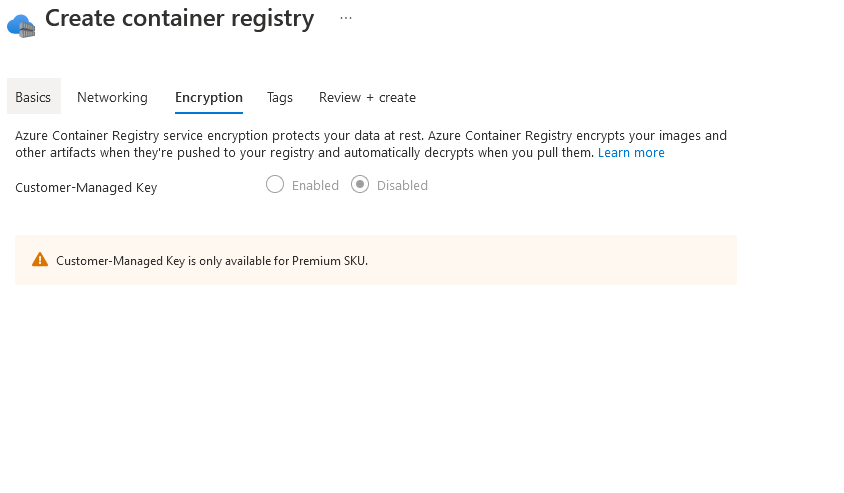 Create container registry ...
Basics Networking Encryption Tags Review + create
Azure Container Registry service encryption protects your data at rest. Azure Container Registry encrypts your images and
other artifacts when they're pushed to your registry and automatically decrypts when you pull them. Learn more
Customer-Managed Key Enabled Disabled
Customer-Managed Key is only available for Premium SKU.